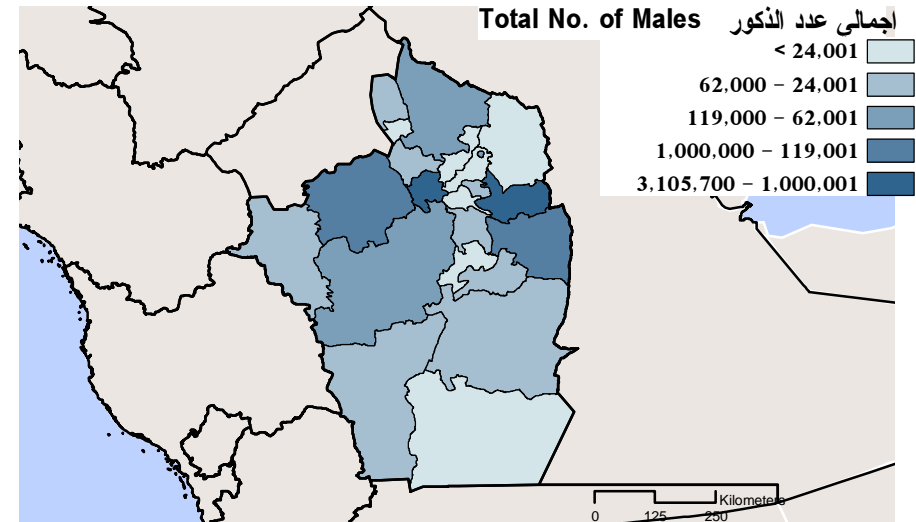 Total No. of Males اجمالى عدد الذكور
< 24,001
62,000 - 24,001
119,000 - 62,001
1,000,000 - 119,001
3,105,700 - 1,000,001
Kilometers
0 125 250